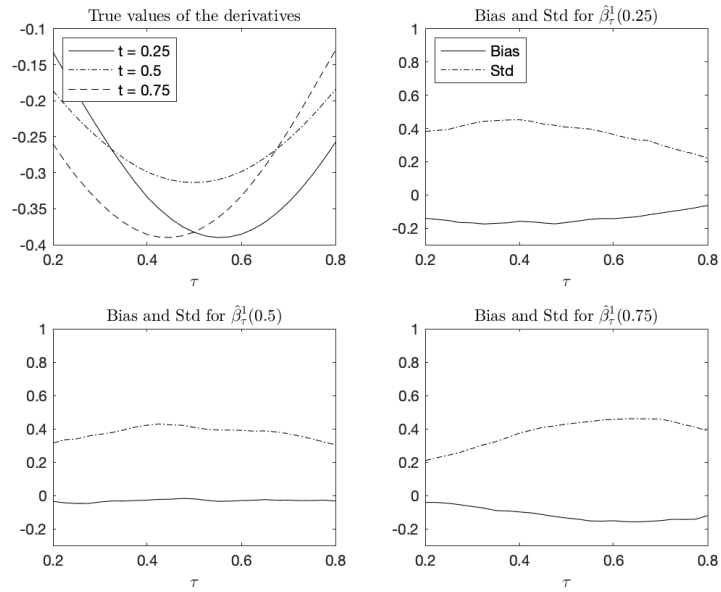 True values of the derivatives
-0.1
-0.15
-0.2
-0.25
-0.3
-0.35
-0.4
t = 0.25
t = 0.5
t = 0.75
0.2 0.4 0.6 0.8
τ
Bias and Std for β̂¹_τ(0.25)
1
0.8
0.6
0.4
0.2
0
-0.2
Bias
Std
0.2 0.4 0.6 0.8
τ
Bias and Std for β̂¹_τ(0.5)
1
0.8
0.6
0.4
0.2
0
-0.2
0.2 0.4 0.6 0.8
τ
Bias and Std for β̂¹_τ(0.75)
1
0.8
0.6
0.4
0.2
0
-0.2
0.2 0.4 0.6 0.8
τ